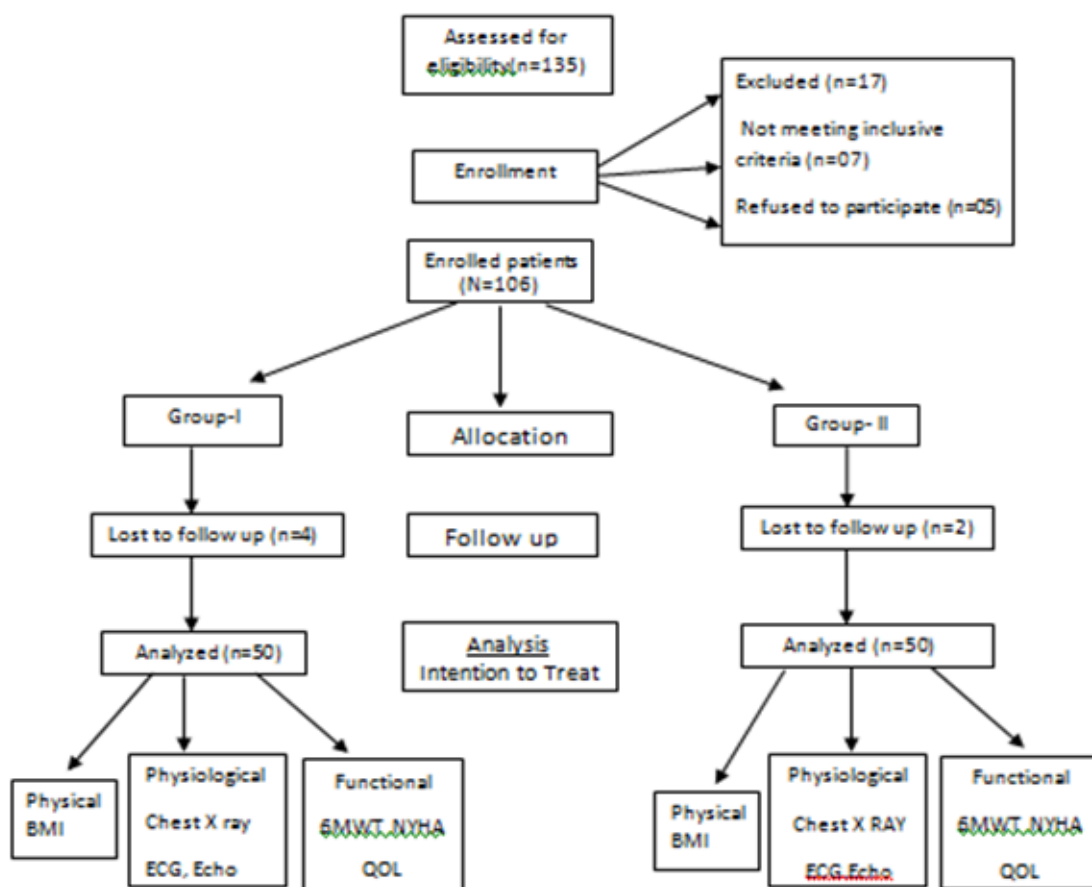 Assessed for
eligibility(n=135)
Excluded (n=17)
Not meeting inclusive
criteria (n=07)
Refused to participate (n=05)
Enrollment
Enrolled patients
(N=106)
Group-I
Allocation
Group- II
Lost to follow up (n=4)
Follow up
Lost to follow up (n=2)
Analyzed (n=50)
Analysis
Intention to Treat
Analyzed (n=50)
Physical
BMI
Physiological
Chest X ray
ECG, Echo
Functional
6MWT, NYHA
QOL
Physical
BMI
Physiological
Chest X RAY
ECG,Echo
Functional
6MWT, NYHA
QOL